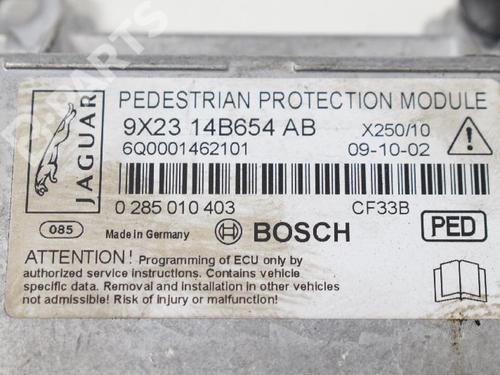 PEDESTRIAN PROTECTION MODULE
9X23 14B654 AB X250/10
6Q0001462101 09-10-02
JAGUAR
0 285 010 403 CF33B
085 Made in Germany BOSCH PED
ATTENTION! Programming of ECU only by
authorized service instructions. Contains vehicle
specific data. Removal and installation in other vehicles
not admissible! Risk of injury or malfunction!